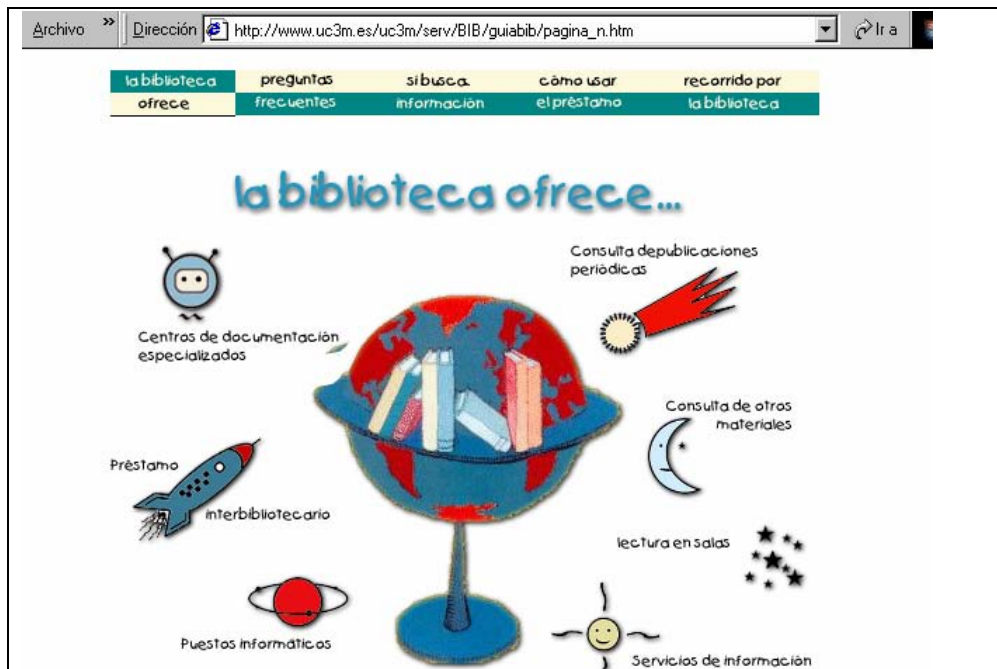 Archivo » Dirección http://www.uc3m.es/uc3m/serv/BIB/guiabib/pagina_n.htm Ir a
la biblioteca ofrece
preguntas frecuentes
si busca información
cómo usar el préstamo
recorrido por la biblioteca
la biblioteca ofrece...
Consulta depublicaciones
periódicas
Centros de documentación
especializados
Consulta de otros
materiales
Préstamo
interbibliotecario
lectura en salas
Puestos informáticos
Servicios de información